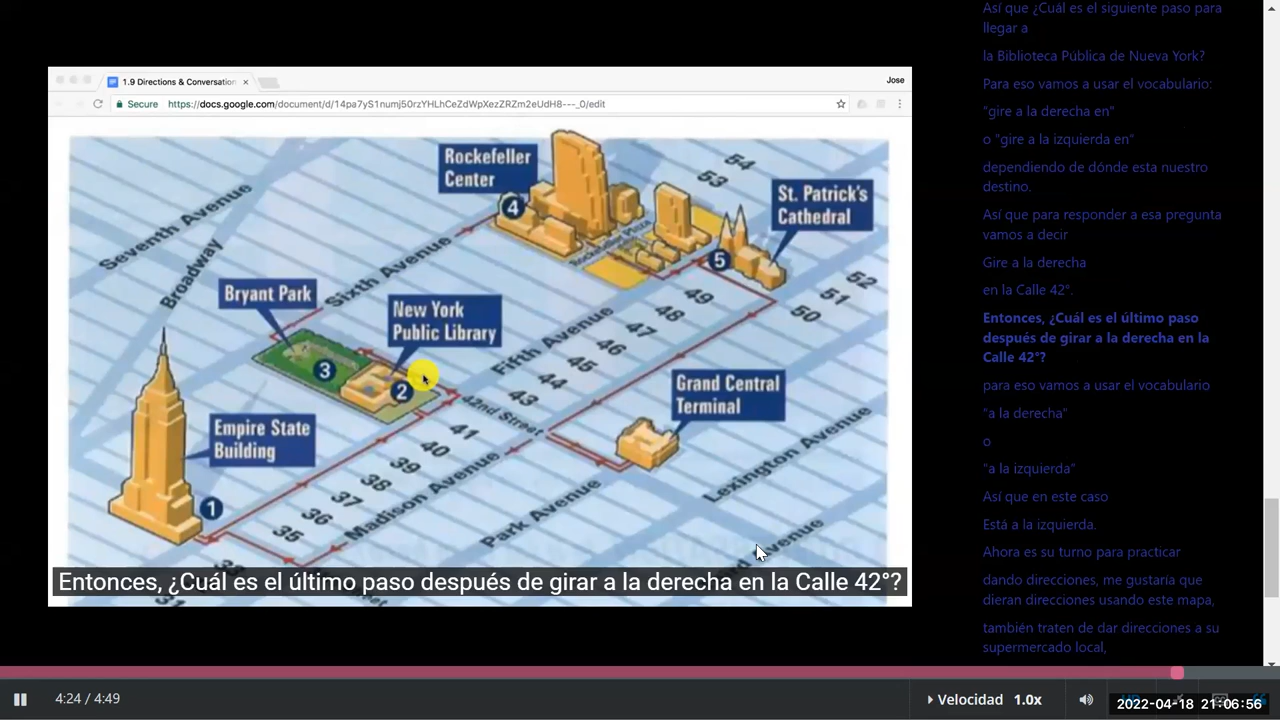 1.9 Directions & Conversation
Jose
Secure
https://docs.google.com/document/d/14pa7yS1numj50rzYHLhCeZdWpXezZRZm2eUdH8---_0/edit
Rockefeller
Center
4
54
53
St. Patrick's
Cathedral
5
Seventh Avenue
Broadway
Sixth Avenue
Rockefeller Plaza
52
51
50
49
48
47
46
45
44
43
Bryant Park
3
New York
Public Library
2
Fifth Avenue
42nd Street
Grand Central
Terminal
Empire State
Building
1
41
40
39
38
37
36
35
Madison Avenue
Park Avenue
Lexington Avenue
Avenue
Entonces, ¿Cuál es el último paso después de girar a la derecha en la Calle 42°?
Así que ¿Cuál es el siguiente paso para
llegar a
la Biblioteca Pública de Nueva York?
Para eso vamos a usar el vocabulario:
"gire a la derecha en"
o "gire a la izquierda en"
dependiendo de dónde esta nuestro
destino.
Así que para responder a esa pregunta
vamos a decir
Gire a la derecha
en la Calle 42°.
Entonces, ¿Cuál es el último paso
después de girar a la derecha en la
Calle 42°?
para eso vamos a usar el vocabulario
"a la derecha"
o
"a la izquierda"
Así que en este caso
Está a la izquierda.
Ahora es su turno para practicar
dando direcciones, me gustaría que
dieran direcciones usando este mapa,
también traten de dar direcciones a su
supermercado local,
4:24 / 4:49
Velocidad 1.0x
2022-04-18 21:06:56